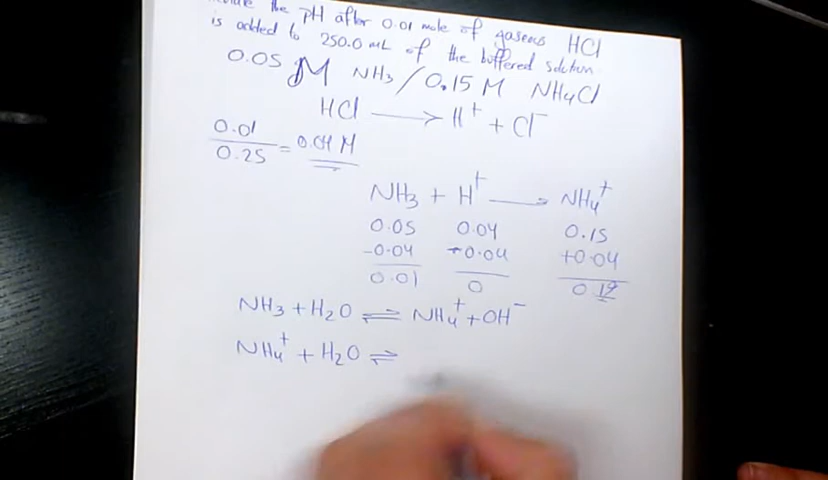 the pH after 0.01 mole of gaseous HCl
is added to 250.0 mL of the buffered solution
0.05 M NH3 / 0.15 M NH4Cl
HCl ⟶ H⁺ + Cl⁻
0.01
0.25 = 0.04 M
NH3 + H⁺ ⟶ NH4⁺
0.05 0.04 0.15
-0.04 -0.04 +0.04
0.01 0 0.19
NH3 + H2O ⇌ NH4⁺ + OH⁻
NH4⁺ + H2O ⇌